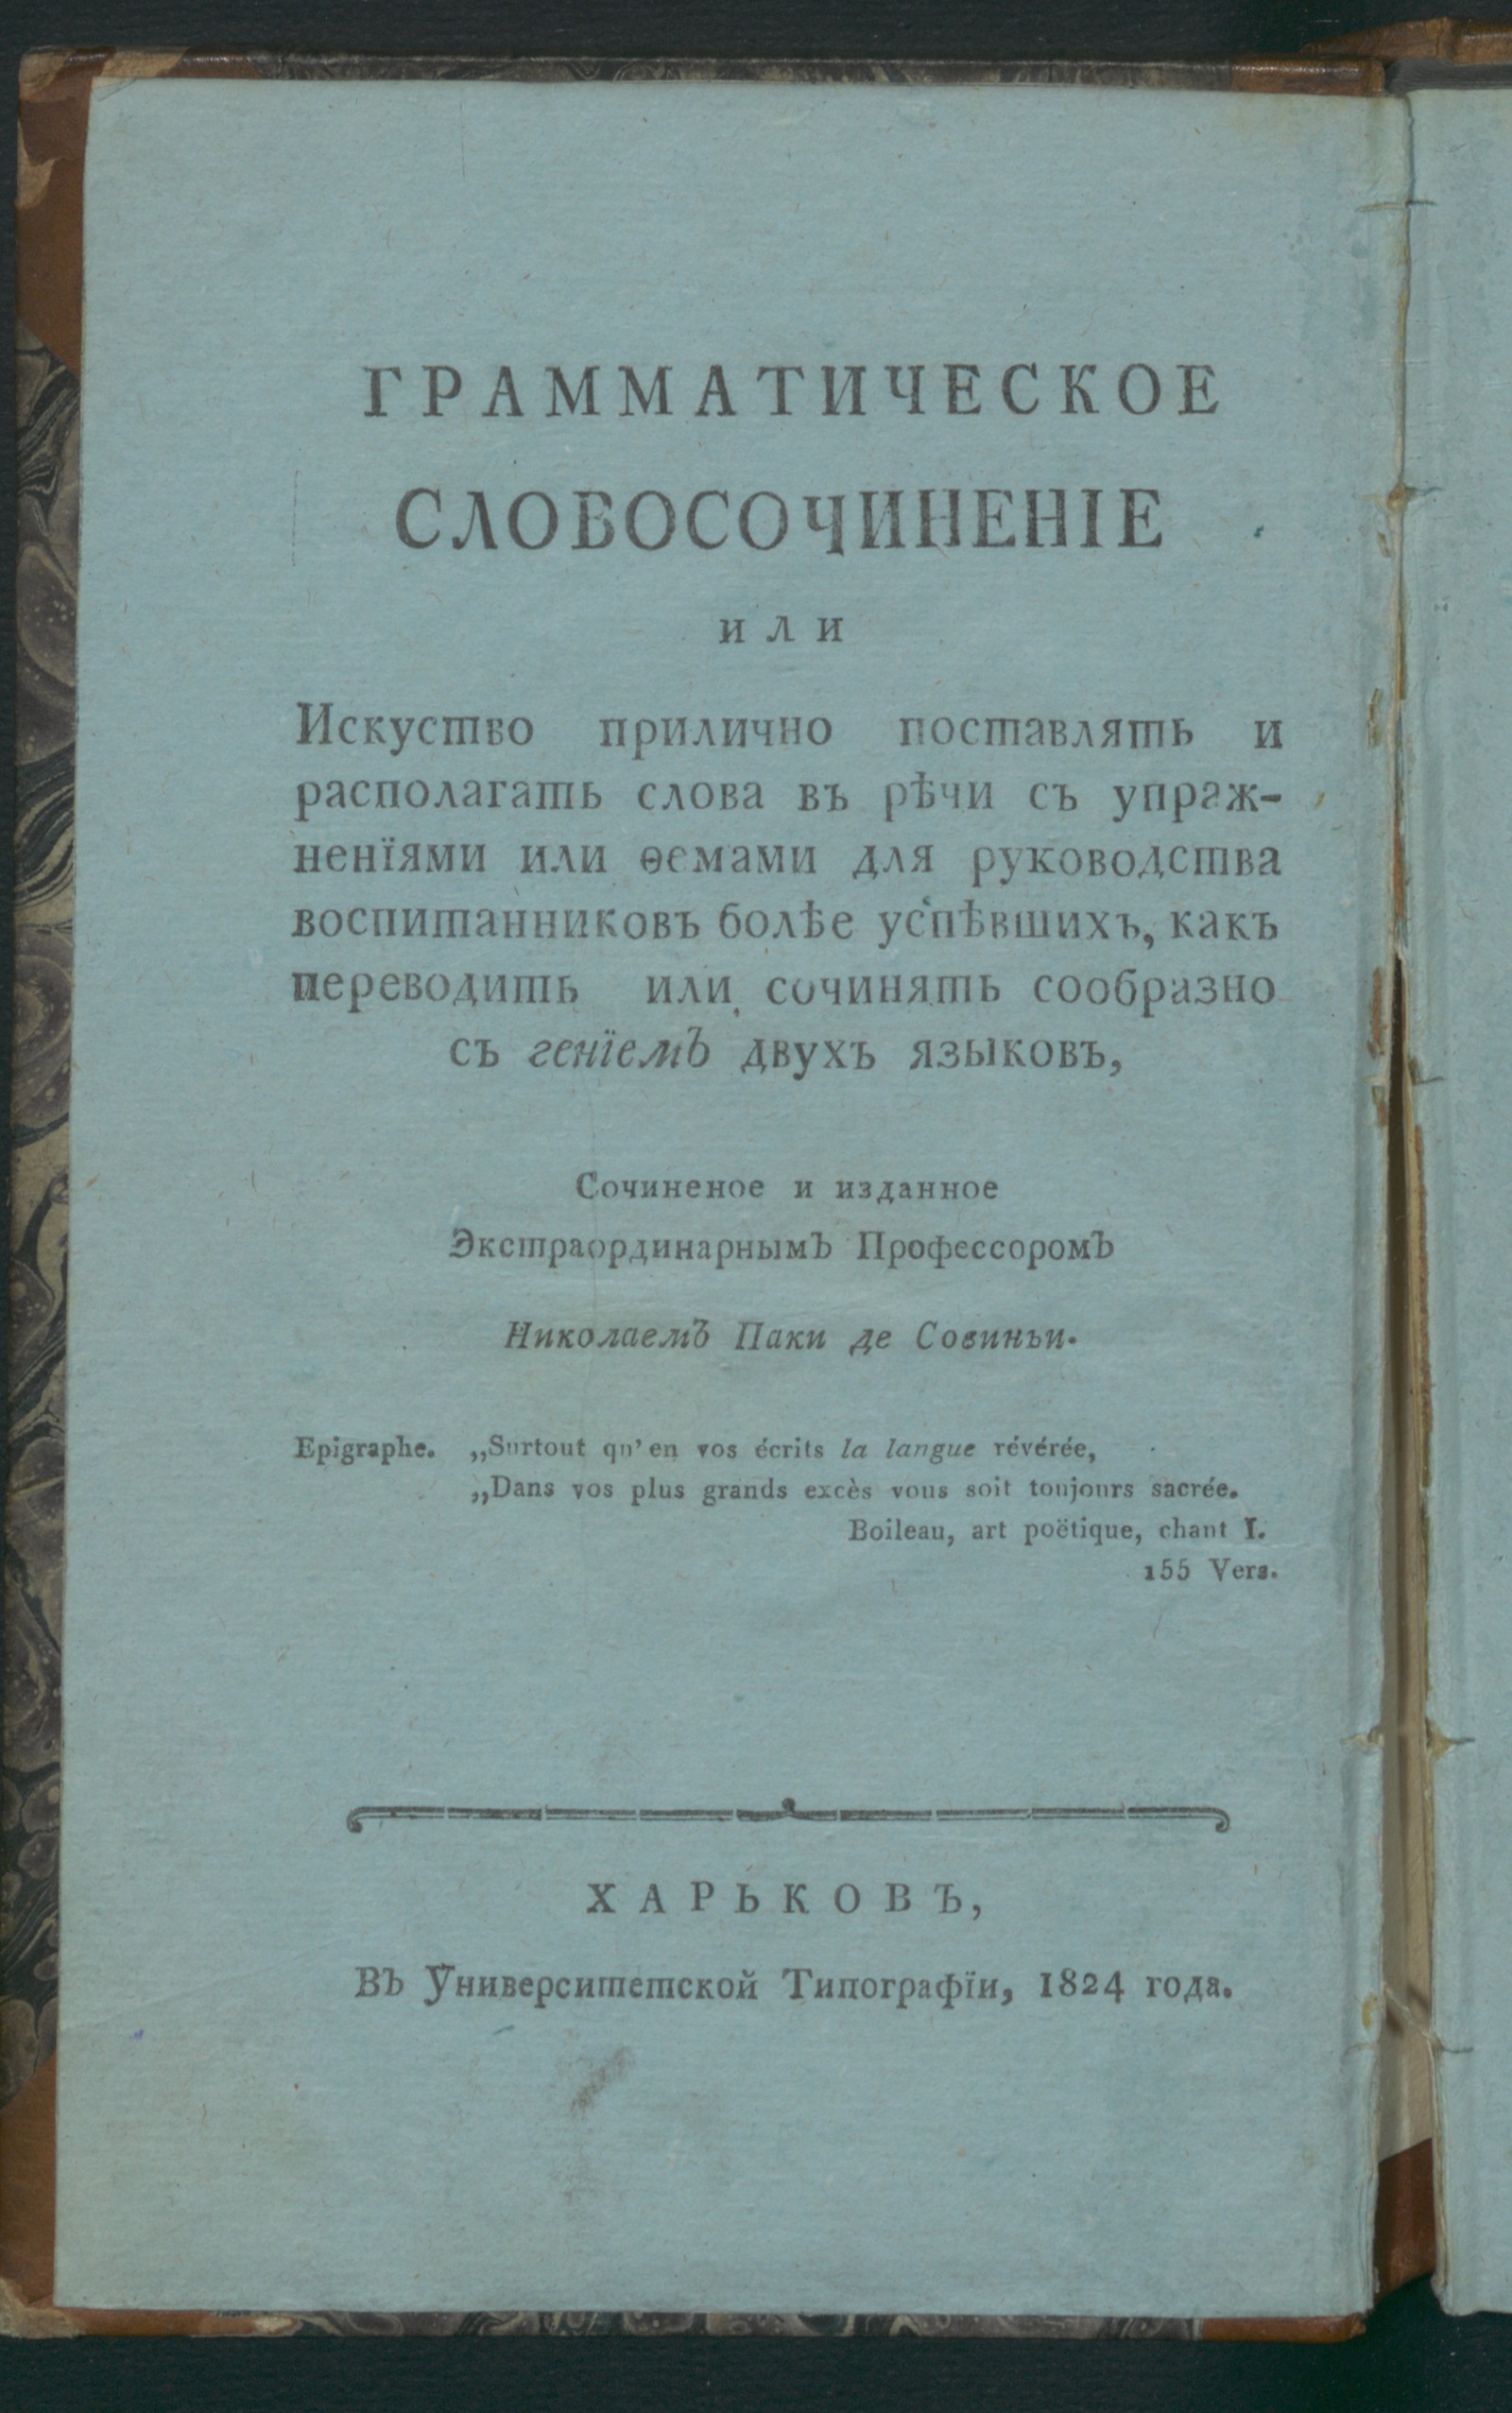 ГРАММАТИЧЕСКОЕ
СЛОВОСОЧИНЕНІЕ
или
Искуство прилично поставлять и
располагать слова въ рѣчи съ упраж-
ненїями или ѳемами для руководства
воспитанниковъ болѣе успѣвшихъ, какъ
переводить или сочинять сообразно
съ генїемъ двухъ языковъ,
Сочиненое и изданное
Экстраординарнымъ Профессоромъ
Николаемъ Паки де Совиньи.
Epigraphe. „Surtout qu'en vos écrits la langue révérée,
„Dans vos plus grands excès vous soit toujours sacrée.
Boileau, art poëtique, chant I.
155 Vers.
ХАРЬКОВЪ,
Въ Университетской Типографїи, 1824 года.